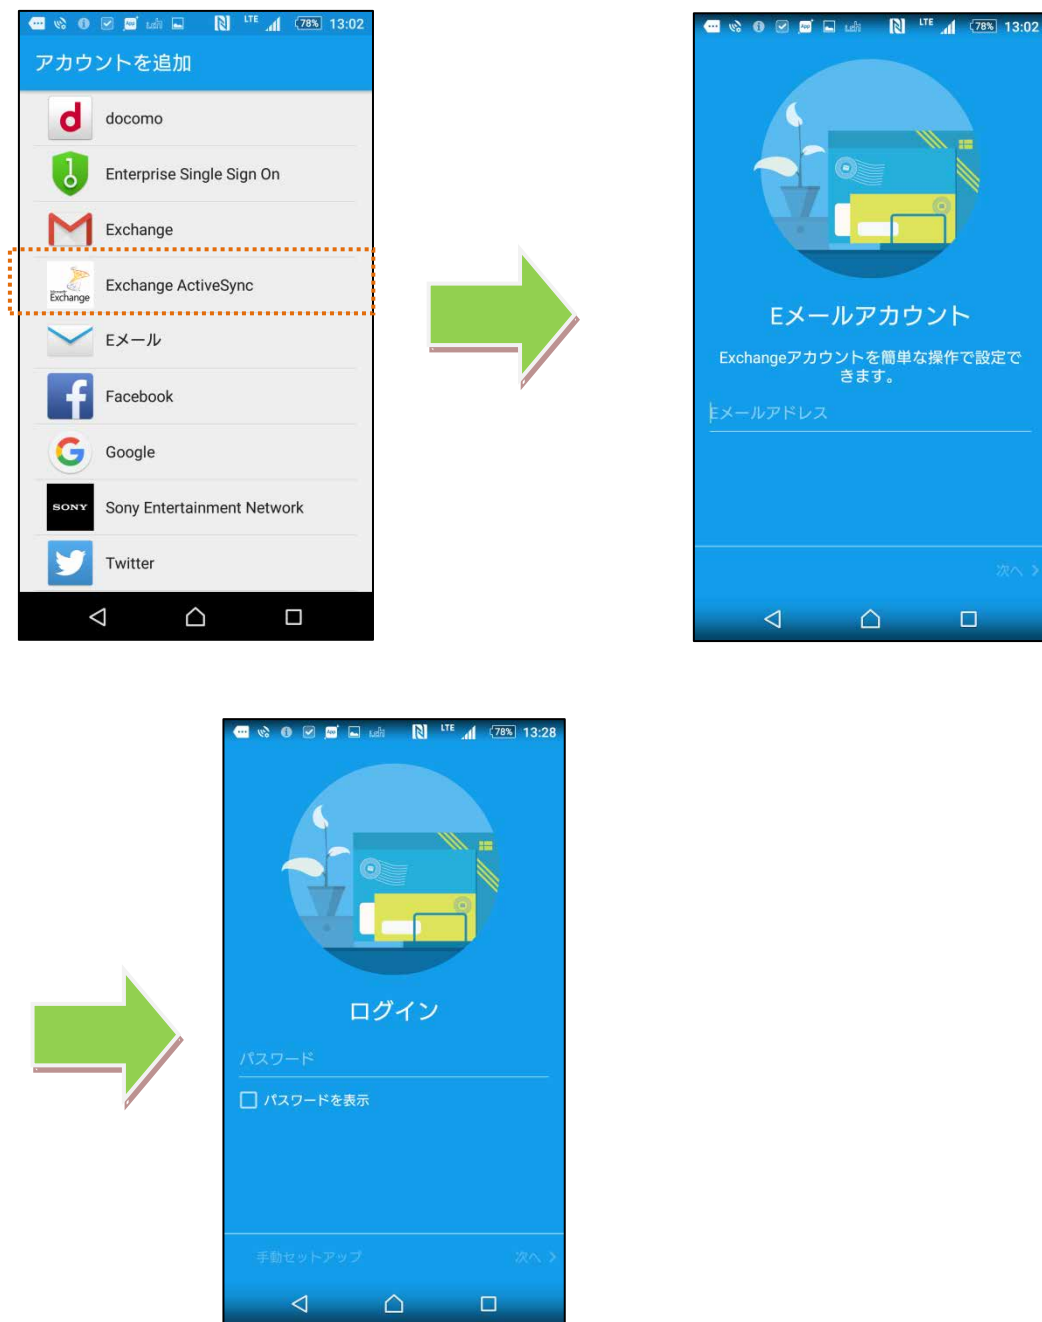 LTE 78% 13:02
アカウントを追加
docomo
Enterprise Single Sign On
Exchange
Exchange
Exchange ActiveSync
Eメール
Facebook
Google
SONY
Sony Entertainment Network
Twitter
LTE 78% 13:02
Eメールアカウント
Exchangeアカウントを簡単な操作で設定で
きます。
Eメールアドレス
次へ
LTE 78% 13:28
ログイン
パスワード
パスワードを表示
手動セットアップ 次へ